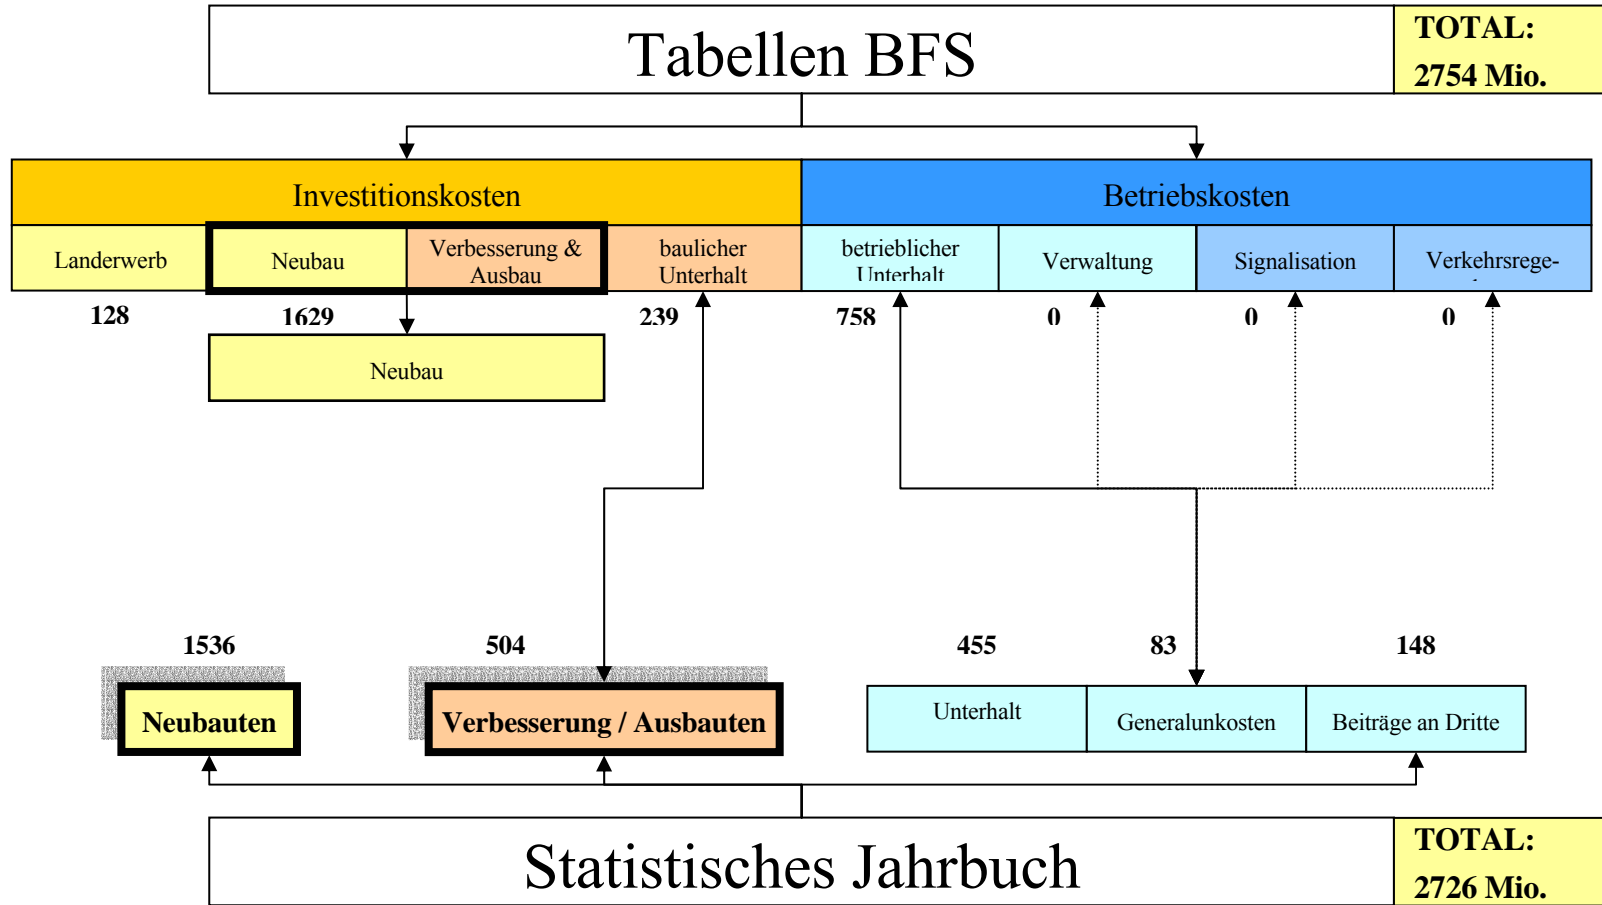 Tabellen BFS
TOTAL:
2754 Mio.
Investitionskosten
Betriebskosten
Landerwerb
Neubau
Verbesserung &
Ausbau
baulicher
Unterhalt
betrieblicher
Unterhalt
Verwaltung
Signalisation
Verkehrsrege-
128
1629
239
758
0
0
0
Neubau
1536
504
455
83
148
Neubauten
Verbesserung / Ausbauten
Unterhalt
Generalunkosten
Beiträge an Dritte
Statistisches Jahrbuch
TOTAL:
2726 Mio.